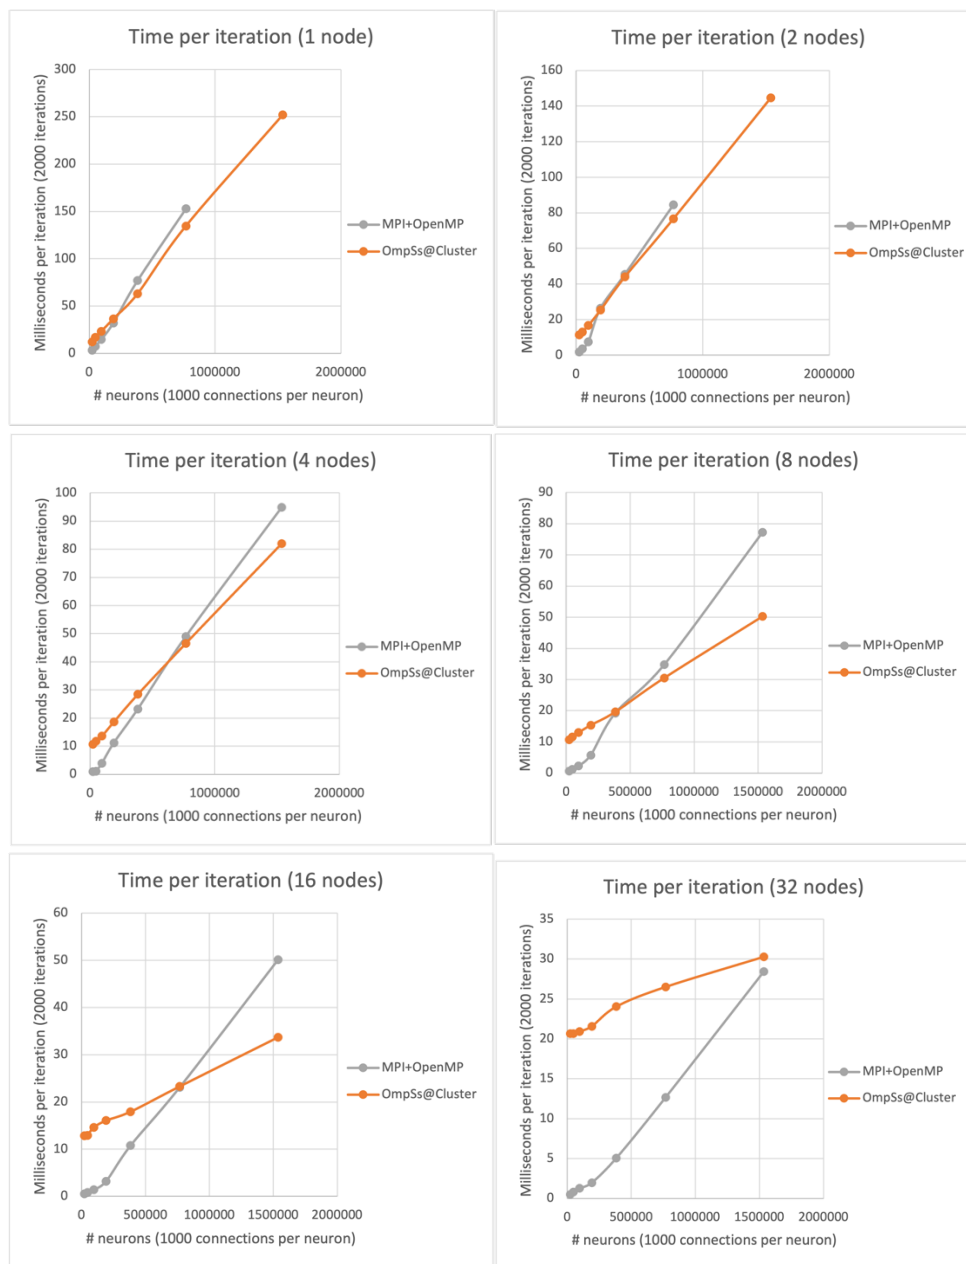 Time per iteration (1 node)
Milliseconds per iteration (2000 iterations)
300
250
200
150
100
50
0
0 1000000 2000000
# neurons (1000 connections per neuron)
MPI+OpenMP
OmpSs@Cluster
Time per iteration (2 nodes)
Milliseconds per iteration (2000 iterations)
160
140
120
100
80
60
40
20
0
0 1000000 2000000
# neurons (1000 connections per neuron)
MPI+OpenMP
OmpSs@Cluster
Time per iteration (4 nodes)
Milliseconds per iteration (2000 iterations)
100
90
80
70
60
50
40
30
20
10
0
0 1000000 2000000
# neurons (1000 connections per neuron)
MPI+OpenMP
OmpSs@Cluster
Time per iteration (8 nodes)
Milliseconds per iteration (2000 iterations)
90
80
70
60
50
40
30
20
10
0
0 500000 1000000 1500000 2000000
# neurons (1000 connections per neuron)
MPI+OpenMP
OmpSs@Cluster
Time per iteration (16 nodes)
Milliseconds per iteration (2000 iterations)
60
50
40
30
20
10
0
0 500000 1000000 1500000 2000000
# neurons (1000 connections per neuron)
MPI+OpenMP
OmpSs@Cluster
Time per iteration (32 nodes)
Milliseconds per iteration (2000 iterations)
35
30
25
20
15
10
5
0
0 500000 1000000 1500000 2000000
# neurons (1000 connections per neuron)
MPI+OpenMP
OmpSs@Cluster